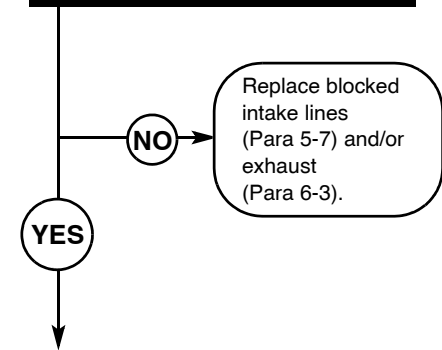 NO
Replace blocked
intake lines
(Para 5-7) and/or
exhaust
(Para 6-3).
YES